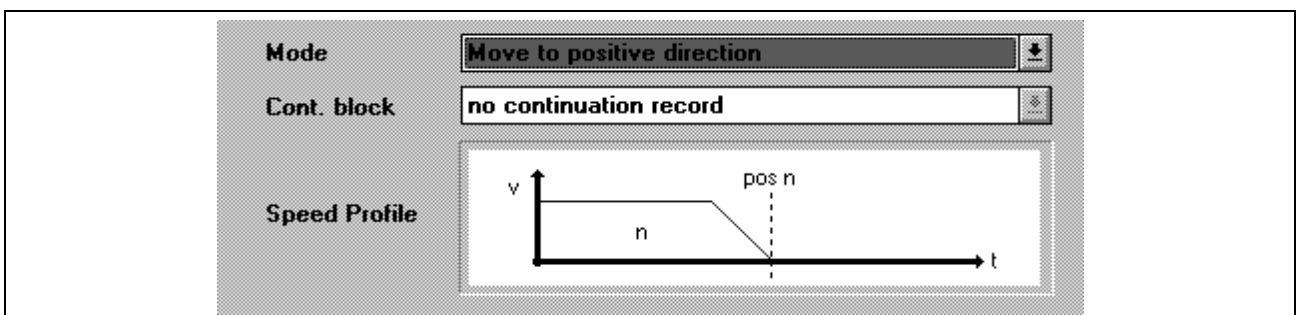 Mode Move to positive direction
Cont. block no continuation record
Speed Profile
v
pos n
n
t